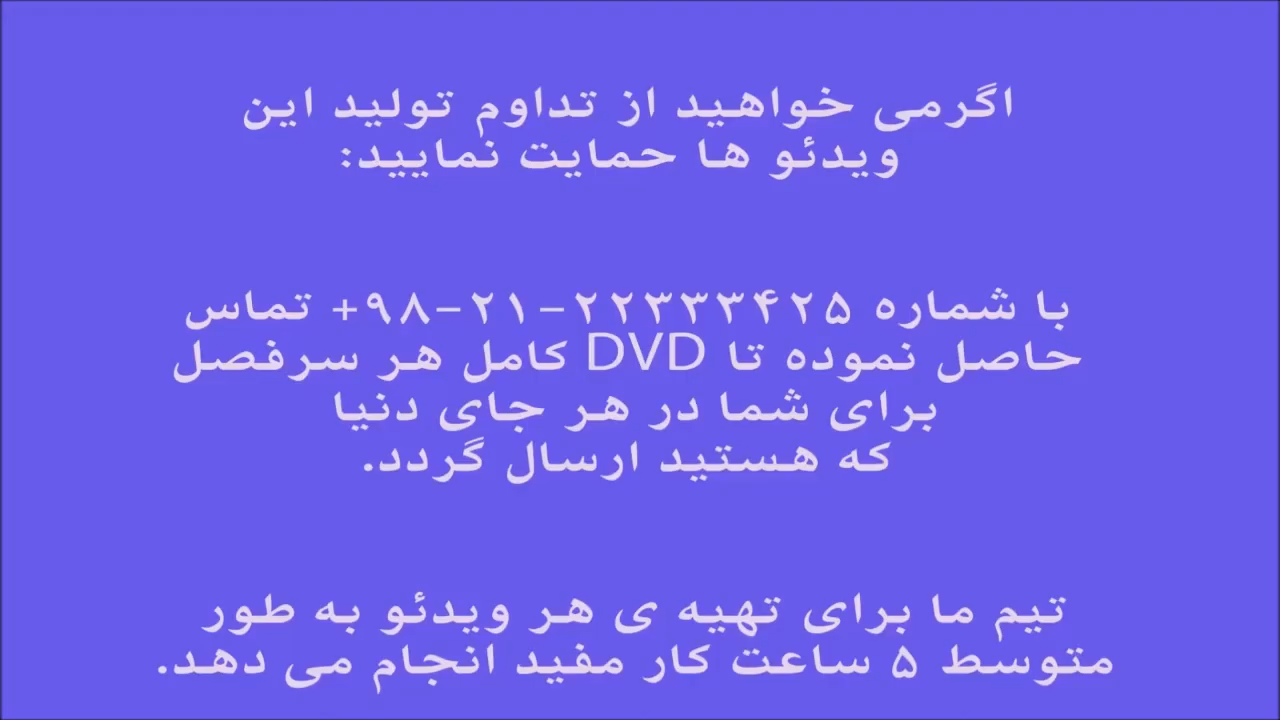 اگرمی خواهید از تداوم تولید این
ویدئو ها حمایت نمایید:
با شماره ۲۲۳۳۳۴۲۵-۲۱-۹۸+ تماس
حاصل نموده تا DVD کامل هر سرفصل
برای شما در هر جای دنیا
که هستید ارسال گردد.
تیم ما برای تهیه ی هر ویدئو به طور
متوسط ۵ ساعت کار مفید انجام می دهد.